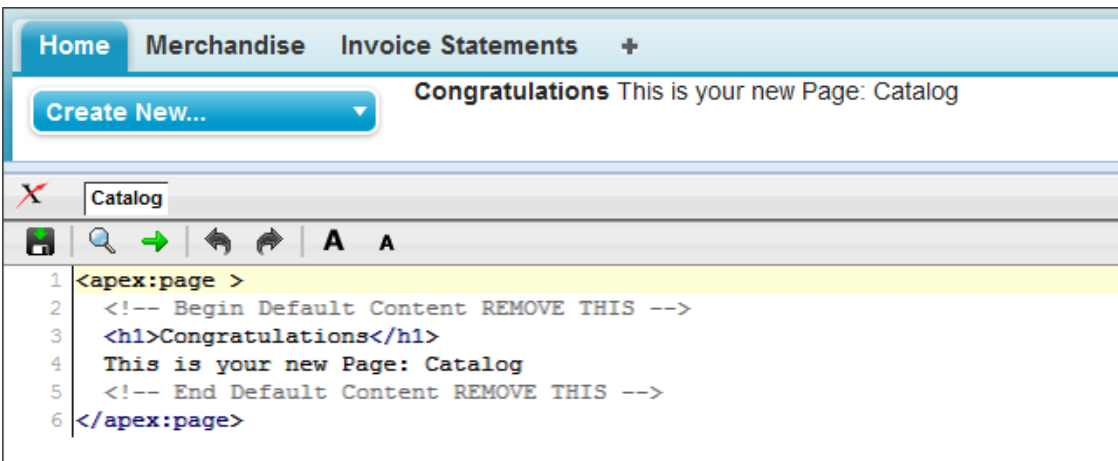 Home Merchandise Invoice Statements +
Create New...
Congratulations This is your new Page: Catalog
Catalog
A A
1 <apex:page >
2 <!-- Begin Default Content REMOVE THIS -->
3 <h1>Congratulations</h1>
4 This is your new Page: Catalog
5 <!-- End Default Content REMOVE THIS -->
6 </apex:page>